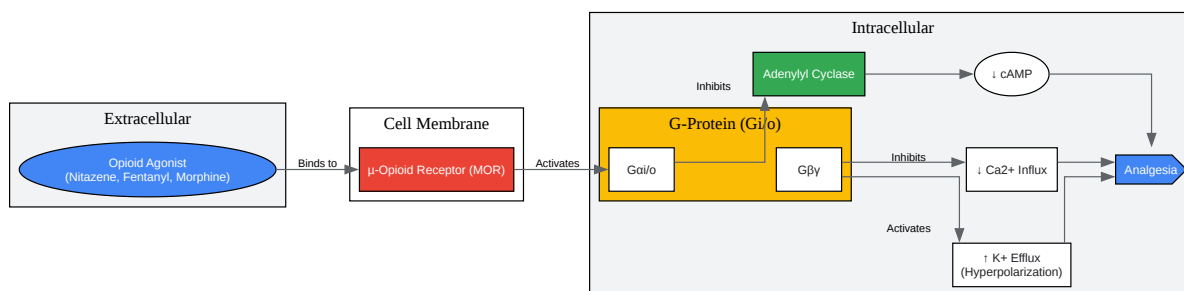 Extracellular
Opioid Agonist
(Nitazene, Fentanyl, Morphine)
Binds to
Cell Membrane
µ-Opioid Receptor (MOR)
Activates
Intracellular
G-Protein (Gi/o)
Gαi/o
Inhibits
Adenylyl Cyclase
↓ cAMP
Gβγ
Inhibits
↓ Ca2+ Influx
Activates
↑ K+ Efflux
(Hyperpolarization)
Analgesia